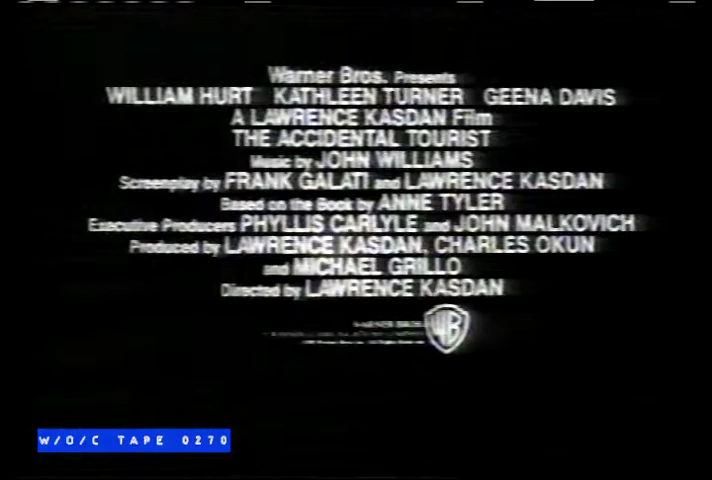 Warner Bros. Presents
WILLIAM HURT KATHLEEN TURNER GEENA DAVIS
A LAWRENCE KASDAN Film
THE ACCIDENTAL TOURIST
Music by JOHN WILLIAMS
Screenplay by FRANK GALATI and LAWRENCE KASDAN
Based on the Book by ANNE TYLER
Executive Producers PHYLLIS CARLYLE and JOHN MALKOVICH
Produced by LAWRENCE KASDAN, CHARLES OKUN
and MICHAEL GRILLO
Directed by LAWRENCE KASDAN
WARNER BROS.
WB
W/O/C TAPE 0270